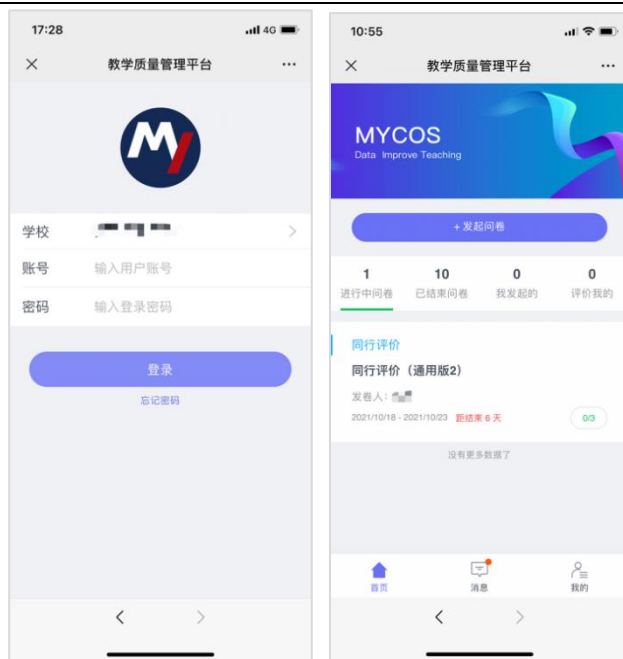 17:28
4G
教学质量管理平台
My
学校
账号
输入用户账号
密码
输入登录密码
登录
忘记密码
10:55
教学质量管理平台
MYCOS
Data Improve Teaching
+发起问卷
1 10 0 0
进行中问卷 已结束问卷 我发起的 评价我的
同行评价
同行评价（通用版2）
发卷人：
2021/10/18 - 2021/10/23 距结束 6 天
0/3
没有更多数据了
首页 消息 我的